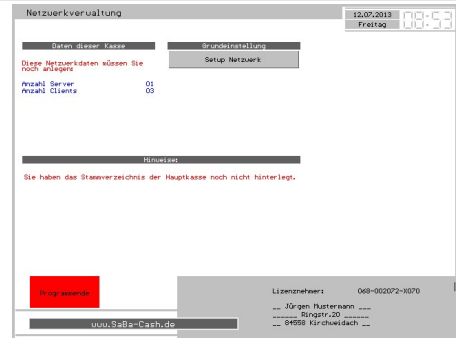 Netzwerkverwaltung
12.07.2013
Freitag
08:53
Daten dieser Kasse
Grundeinstellung
Diese Netzwerkdaten müssen Sie
noch anlegen:
Setup Netzwerk
Anzahl Server 01
Anzahl Clients 03
Hinweise:
Sie haben das Stammverzeichnis der Hauptkasse noch nicht hinterlegt.
Programmende
Lizenznehmer: 068-002072-X070
__ Jürgen Mustermann ___
______ Ringstr.20 ______
__ 84558 Kirchweidach __
www.SaBa-Cash.de